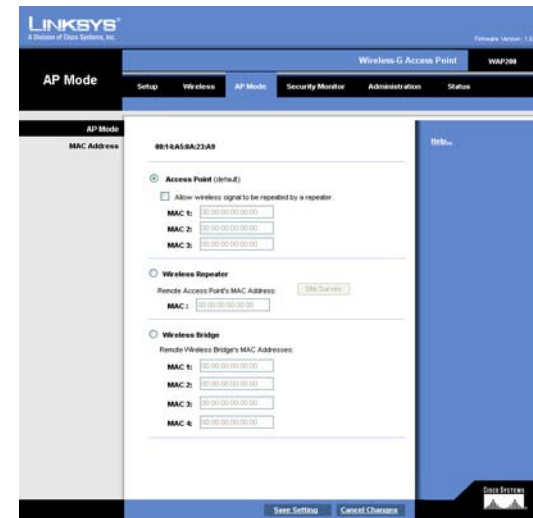 LINKSYS®
A Division of Cisco Systems, Inc.
Firmware Version: 1.0
Wireless-G Access Point WAP200
AP Mode
Setup Wireless AP Mode Security Monitor Administration Status
AP Mode
MAC Address
00:14:A5:8A:23:A9
Help...
Access Point (default)
Allow wireless signal to be repeated by a repeater.
MAC 1: 00:00:00:00:00:00
MAC 2: 00:00:00:00:00:00
MAC 3: 00:00:00:00:00:00
Wireless Repeater
Remote Access Point's MAC Address: Site Survey
MAC : 00:00:00:00:00:00
Wireless Bridge
Remote Wireless Bridge's MAC Addresses:
MAC 1: 00:00:00:00:00:00
MAC 2: 00:00:00:00:00:00
MAC 3: 00:00:00:00:00:00
MAC 4: 00:00:00:00:00:00
Save Setting Cancel Changes
Cisco Systems